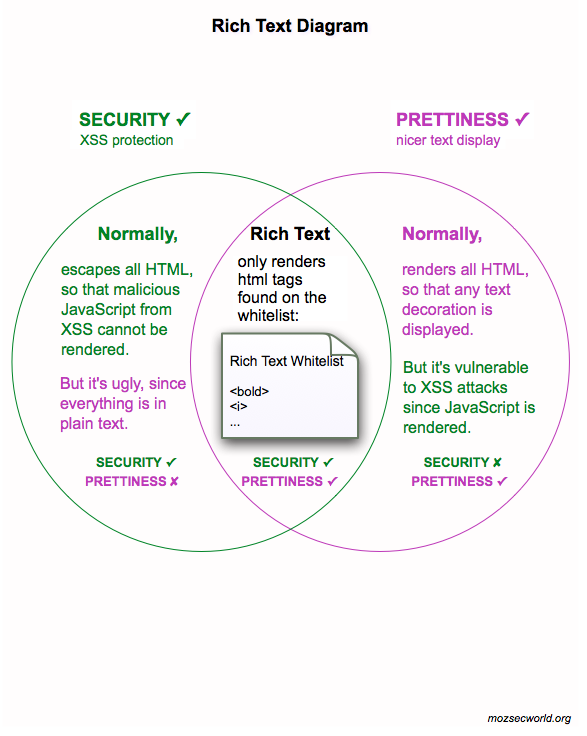 Rich Text Diagram
SECURITY ✓
XSS protection
PRETTINESS ✓
nicer text display
Normally,
escapes all HTML,
so that malicious
JavaScript from
XSS cannot be
rendered.
But it's ugly, since
everything is in
plain text.
SECURITY ✓
PRETTINESS ✗
Rich Text
only renders
html tags
found on the
whitelist:
Rich Text Whitelist
<bold>
<i>
...
SECURITY ✓
PRETTINESS ✓
Normally,
renders all HTML,
so that any text
decoration is
displayed.
But it's vulnerable
to XSS attacks
since JavaScript is
rendered.
SECURITY ✗
PRETTINESS ✓
mozsecworld.org